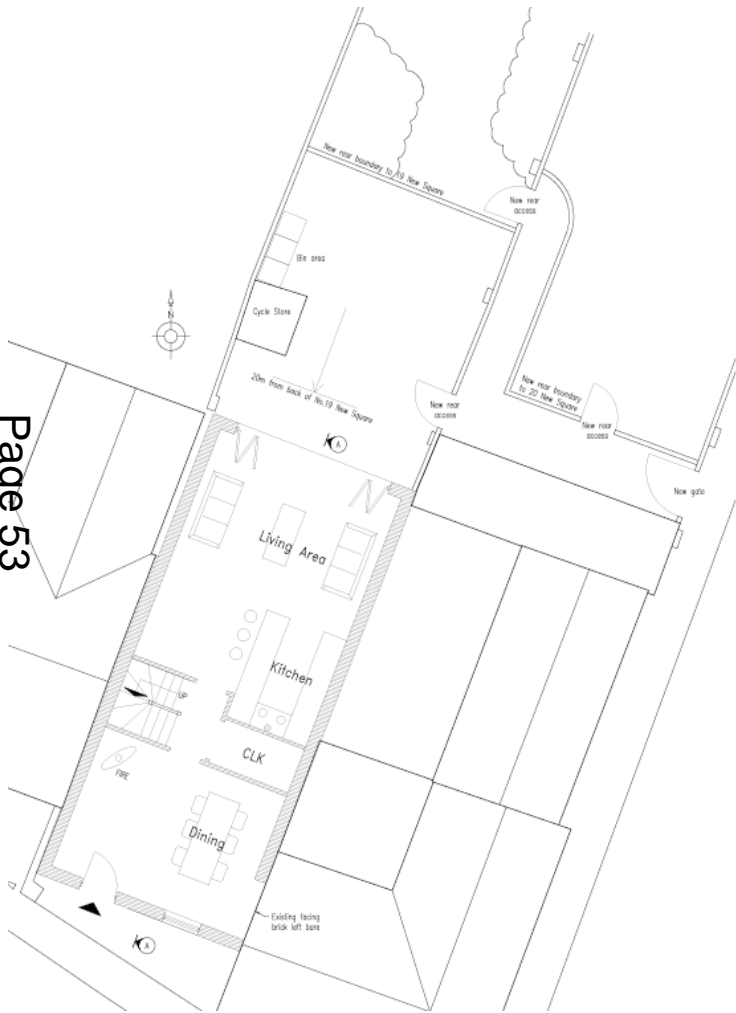 New rear boundary to 19 New Square
New rear
access
Bin area
N
Cycle Store
20m from back of No.19 New Square
New rear
access
New rear boundary
to 20 New Square
New rear
access
New gate
A
Living Area
Kitchen
UP
CLK
FIRE
Dining
Existing facing
brick left bare
A
Page 53